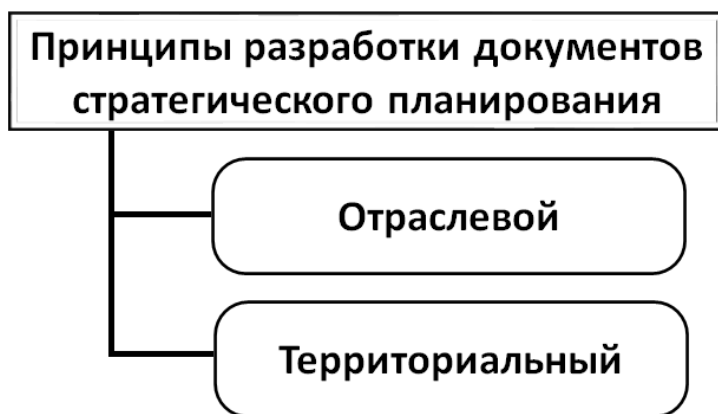 Принципы разработки документов
стратегического планирования
Отраслевой
Территориальный